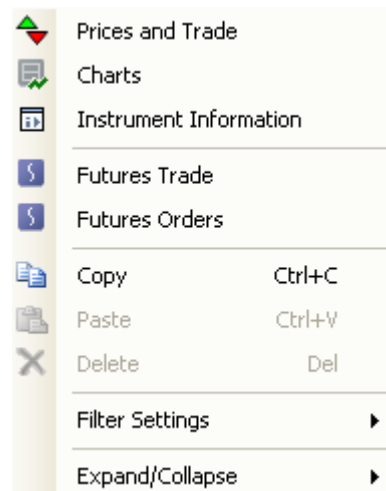 Prices and Trade
Charts
Instrument Information
Futures Trade
Futures Orders
Copy Ctrl+C
Paste Ctrl+V
Delete Del
Filter Settings
Expand/Collapse